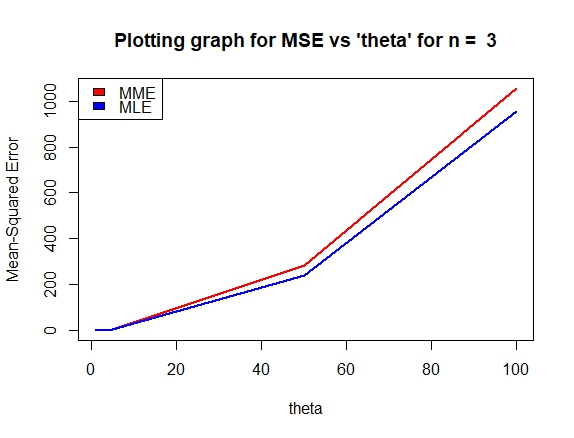 Plotting graph for MSE vs 'theta' for n =  3
MME
MLE
Mean-Squared Error
1000
800
600
400
200
0
0 20 40 60 80 100
theta